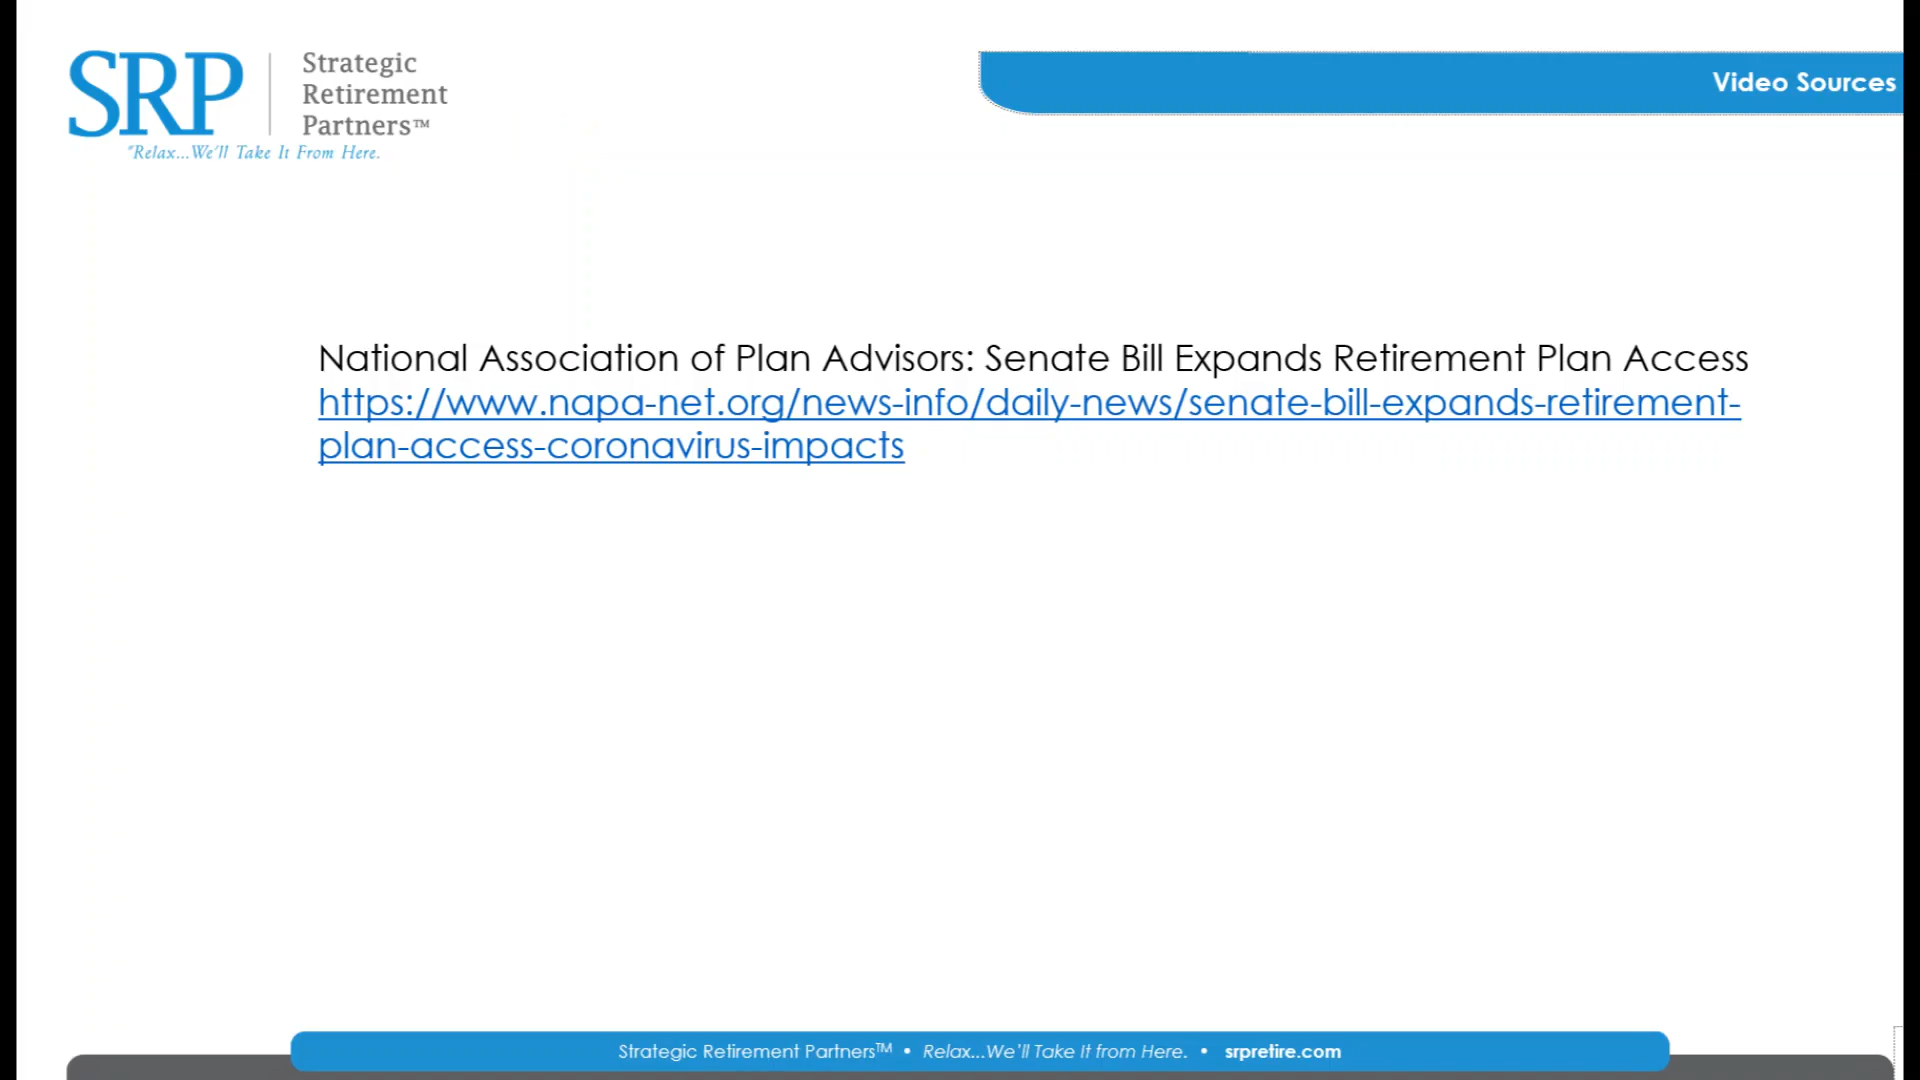 SRP
Strategic
Retirement
Partners™
"Relax...We'll Take It From Here.
Video Sources
National Association of Plan Advisors: Senate Bill Expands Retirement Plan Access
https://www.napa-net.org/news-info/daily-news/senate-bill-expands-retirement-
plan-access-coronavirus-impacts
Strategic Retirement Partners™ • Relax...We'll Take It from Here. • srpretire.com